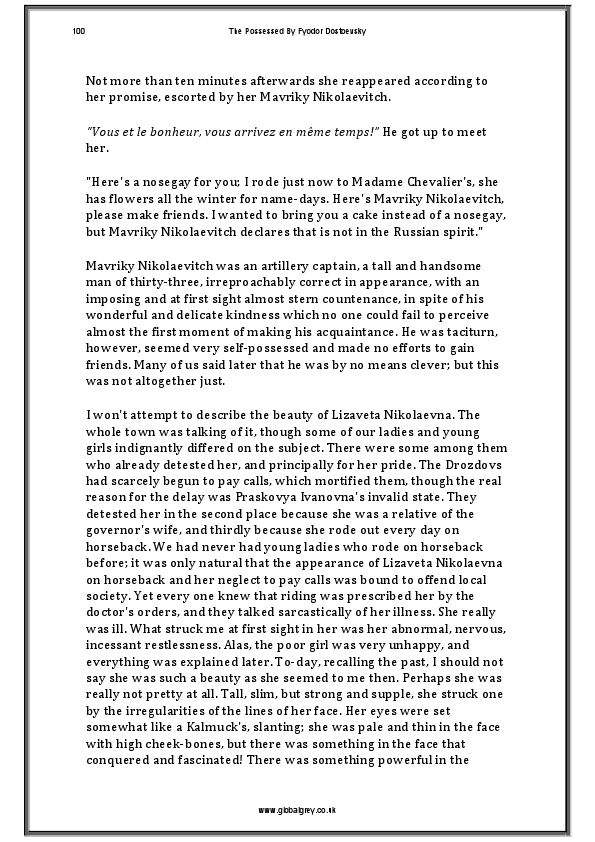 100
The Possessed By Fyodor Dostoevsky
Not more than ten minutes afterwards she reappeared according to
her promise, escorted by her Mavriky Nikolaevitch.
"Vous et le bonheur, vous arrivez en même temps!" He got up to meet
her.
"Here's a nosegay for you; I rode just now to Madame Chevalier's, she
has flowers all the winter for name-days. Here's Mavriky Nikolaevitch,
please make friends. I wanted to bring you a cake instead of a nosegay,
but Mavriky Nikolaevitch declares that is not in the Russian spirit."
Mavriky Nikolaevitch was an artillery captain, a tall and handsome
man of thirty-three, irreproachably correct in appearance, with an
imposing and at first sight almost stern countenance, in spite of his
wonderful and delicate kindness which no one could fail to perceive
almost the first moment of making his acquaintance. He was taciturn,
however, seemed very self-possessed and made no efforts to gain
friends. Many of us said later that he was by no means clever; but this
was not altogether just.
I won't attempt to describe the beauty of Lizaveta Nikolaevna. The
whole town was talking of it, though some of our ladies and young
girls indignantly differed on the subject. There were some among them
who already detested her, and principally for her pride. The Drozdovs
had scarcely begun to pay calls, which mortified them, though the real
reason for the delay was Praskovya Ivanovna's invalid state. They
detested her in the second place because she was a relative of the
governor's wife, and thirdly because she rode out every day on
horseback. We had never had young ladies who rode on horseback
before; it was only natural that the appearance of Lizaveta Nikolaevna
on horseback and her neglect to pay calls was bound to offend local
society. Yet every one knew that riding was prescribed her by the
doctor's orders, and they talked sarcastically of her illness. She really
was ill. What struck me at first sight in her was her abnormal, nervous,
incessant restlessness. Alas, the poor girl was very unhappy, and
everything was explained later. To-day, recalling the past, I should not
say she was such a beauty as she seemed to me then. Perhaps she was
really not pretty at all. Tall, slim, but strong and supple, she struck one
by the irregularities of the lines of her face. Her eyes were set
somewhat like a Kalmuck's, slanting; she was pale and thin in the face
with high cheek-bones, but there was something in the face that
conquered and fascinated! There was something powerful in the
www.globalgrey.co.uk